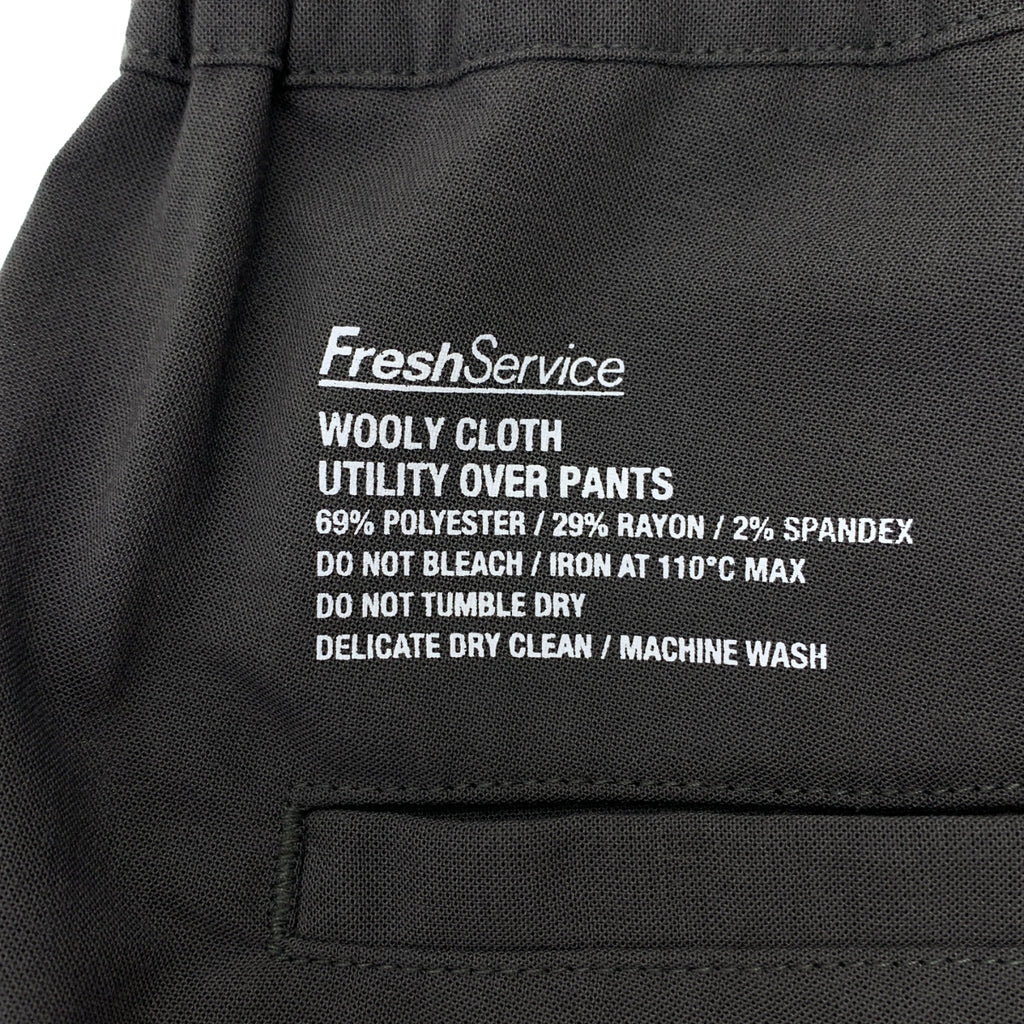 FreshService
WOOLY CLOTH
UTILITY OVER PANTS
69% POLYESTER / 29% RAYON / 2% SPANDEX
DO NOT BLEACH / IRON AT 110°C MAX
DO NOT TUMBLE DRY
DELICATE DRY CLEAN / MACHINE WASH